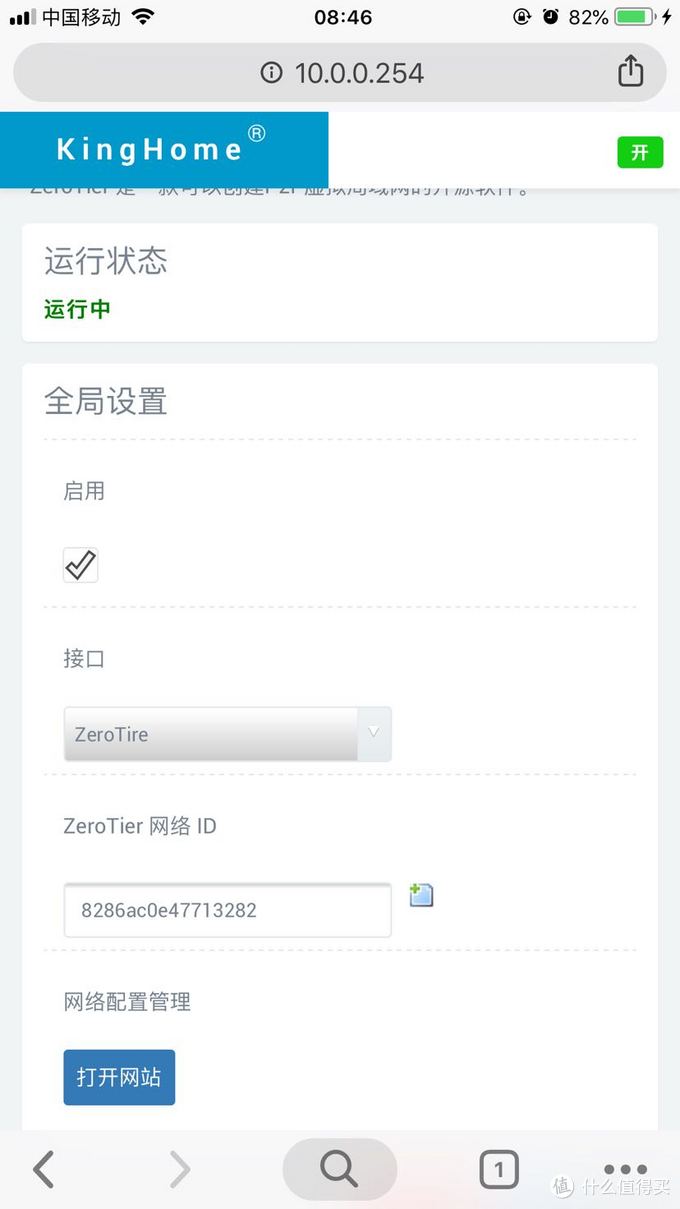 中国移动
08:46
82%
10.0.0.254
KingHome®
开
ZeroTier 是一款可以创建P2P虚拟局域网的开源软件。
运行状态
运行中
全局设置
启用
接口
ZeroTire
ZeroTier 网络 ID
8286ac0e47713282
网络配置管理
打开网站
1
值 什么值得买